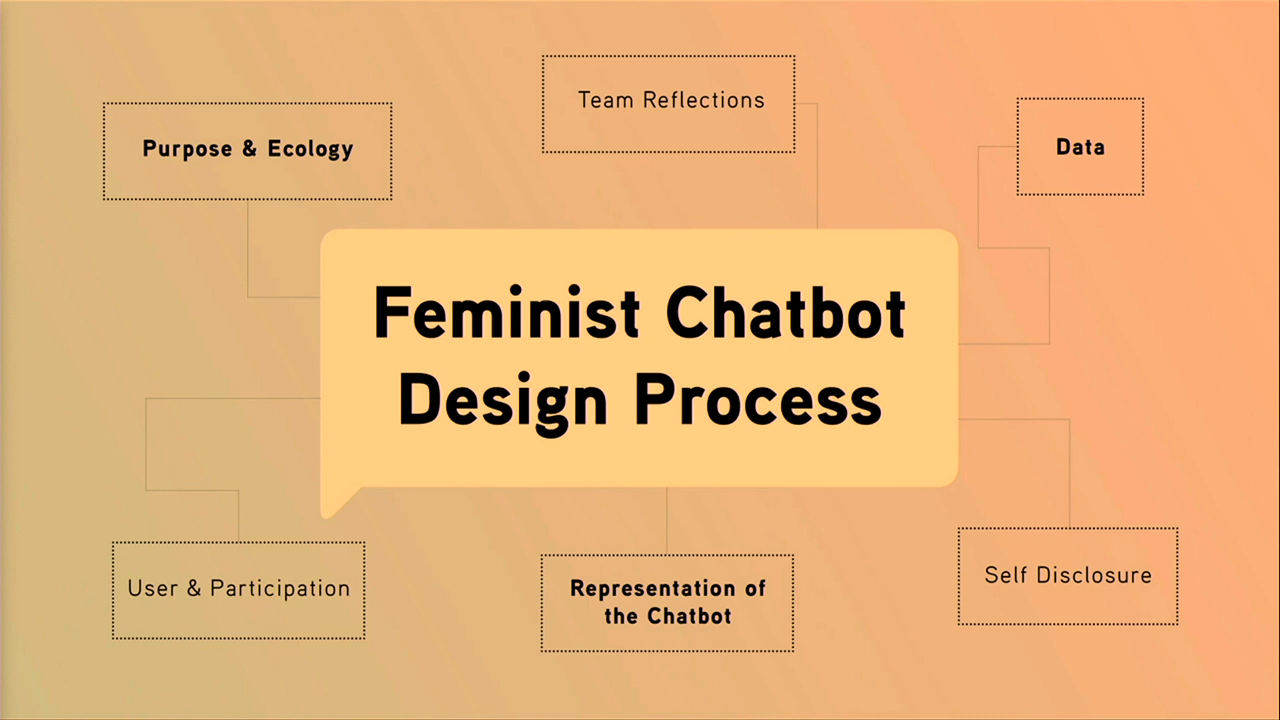 Team Reflections
Purpose & Ecology
Data
Feminist Chatbot
Design Process
User & Participation
Representation of
the Chatbot
Self Disclosure